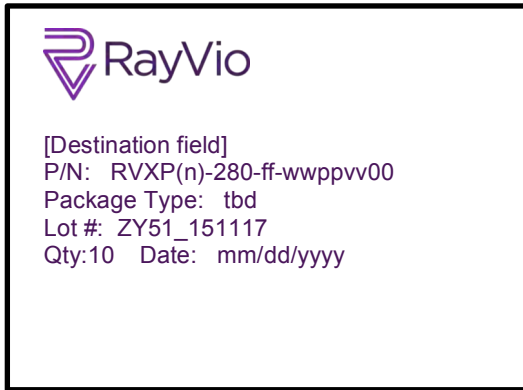 RayVio
[Destination field]
P/N: RVXP(n)-280-ff-wwppvv00
Package Type: tbd
Lot #: ZY51_151117
Qty:10 Date: mm/dd/yyyy